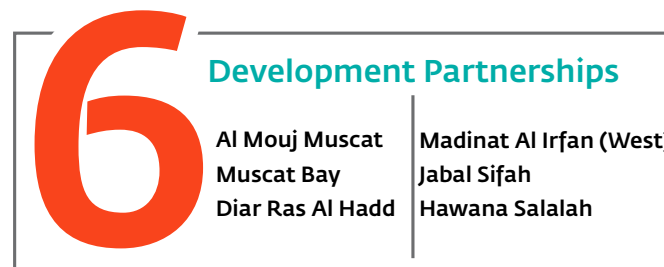 6
Development Partnerships
Al Mouj Muscat
Muscat Bay
Diar Ras Al Hadd
Madinat Al Irfan (West)
Jabal Sifah
Hawana Salalah